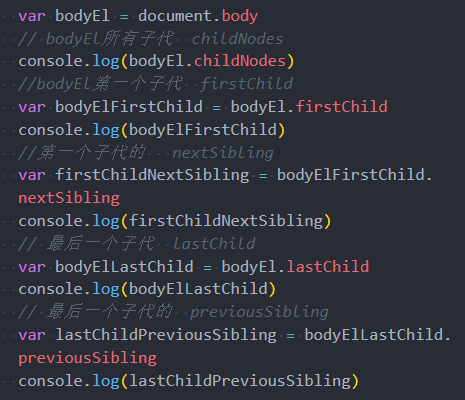 var bodyEl = document.body
// bodyEl所有子代 childNodes
console.log(bodyEl.childNodes)
//bodyEl第一个子代 firstChild
var bodyElFirstChild = bodyEl.firstChild
console.log(bodyElFirstChild)
//第一个子代的 nextSibling
var firstChildNextSibling = bodyElFirstChild.
nextSibling
console.log(firstChildNextSibling)
// 最后一个子代 lastChild
var bodyElLastChild = bodyEl.lastChild
console.log(bodyElLastChild)
// 最后一个子代的 previousSibling
var lastChildPreviousSibling = bodyElLastChild.
previousSibling
console.log(lastChildPreviousSibling)